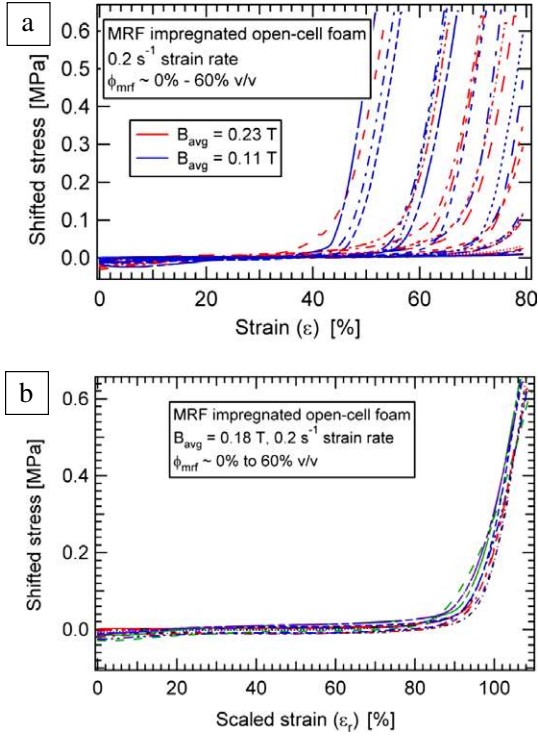 a
MRF impregnated open-cell foam
0.2 s⁻¹ strain rate
ϕmrf ~ 0% - 60% v/v
B_avg = 0.23 T
B_avg = 0.11 T
Shifted stress [MPa]
0.6
0.5
0.4
0.3
0.2
0.1
0.0
0 20 40 60 80
Strain (ε) [%]
b
MRF impregnated open-cell foam
B_avg = 0.18 T, 0.2 s⁻¹ strain rate
ϕmrf ~ 0% to 60% v/v
Shifted stress [MPa]
0.6
0.4
0.2
0.0
0 20 40 60 80 100
Scaled strain (εr) [%]